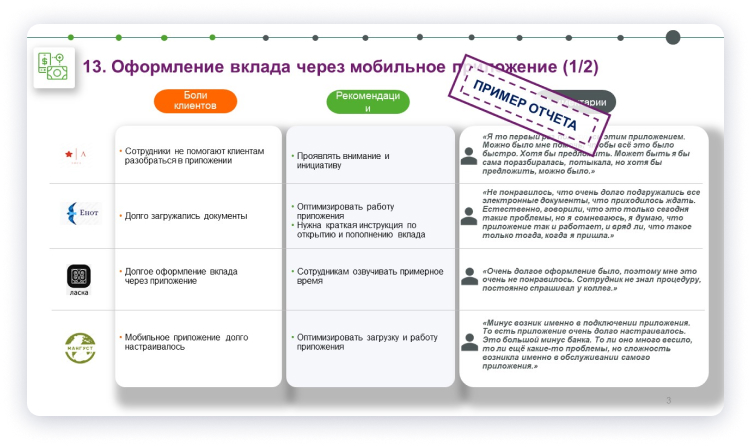 13. Оформление вклада через мобильное приложение (1/2)
Боли
клиентов
Рекомендаци
и
тарии
ПРИМЕР ОТЧЕТА
Сотрудники не помогают клиентам
разобраться в приложении
Проявлять внимание и
инициативу
«Я то первый этим приложением.
Можно было мне чтобы всё это было
быстро. Хотя бы предложить. Может быть я бы
сама поразбиралась, потыкала, но хотя бы
предложить, можно было.»
Енот
Долго загружались документы
Оптимизировать работу
приложения
Нужна краткая инструкция по
открытию и пополнению вклада
«Не понравилось, что очень долго подгружались все
электронные документы, что приходилось ждать.
Естественно, говорили, что это только сегодня
такие проблемы, но я сомневаюсь, я думаю, что
приложение так и работает, и вряд ли, что такое
только тогда, когда я пришла.»
ласка
Долгое оформление вклада
через приложение
Сотрудникам озвучивать примерное
время
«Очень долгое оформление было, поэтому мне это
очень не понравилось. Сотрудник не знал процедуру,
постоянно спрашивал у коллег.»
МАНГУСТ
Мобильное приложение долго
настраивалось
Оптимизировать загрузку и работу
приложения
«Минус возник именно в подключении приложения.
То есть приложение очень долго настраивалось.
Это большой минус банка. То ли оно много весило,
то ли ещё какие-то проблемы, но сложность
возникла именно в обслуживании самого
приложения.»
3